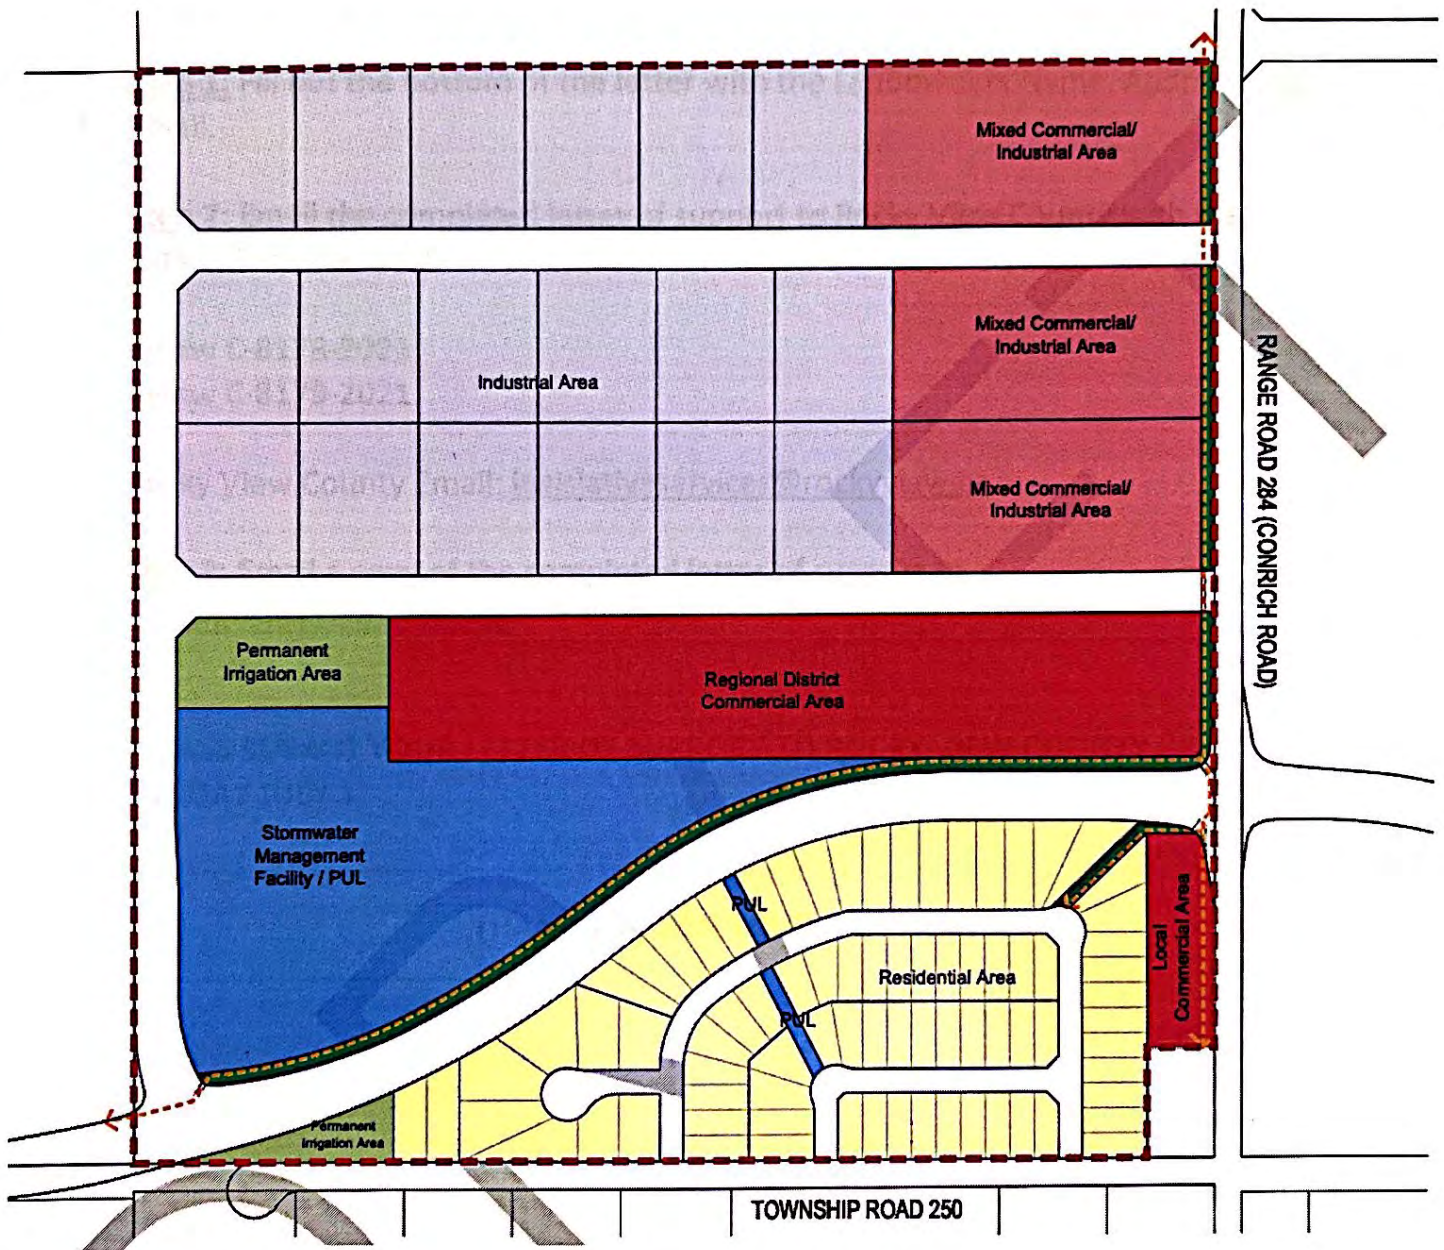 Mixed Commercial/
Industrial Area
Mixed Commercial/
Industrial Area
Industrial Area
Mixed Commercial/
Industrial Area
RANGE ROAD 284 (CONRICH ROAD)
Permanent
Irrigation Area
Regional District
Commercial Area
Stormwater
Management
Facility / PUL
PUL
Local
Commercial Area
Residential Area
PUL
Permanent
Irrigation Area
TOWNSHIP ROAD 250